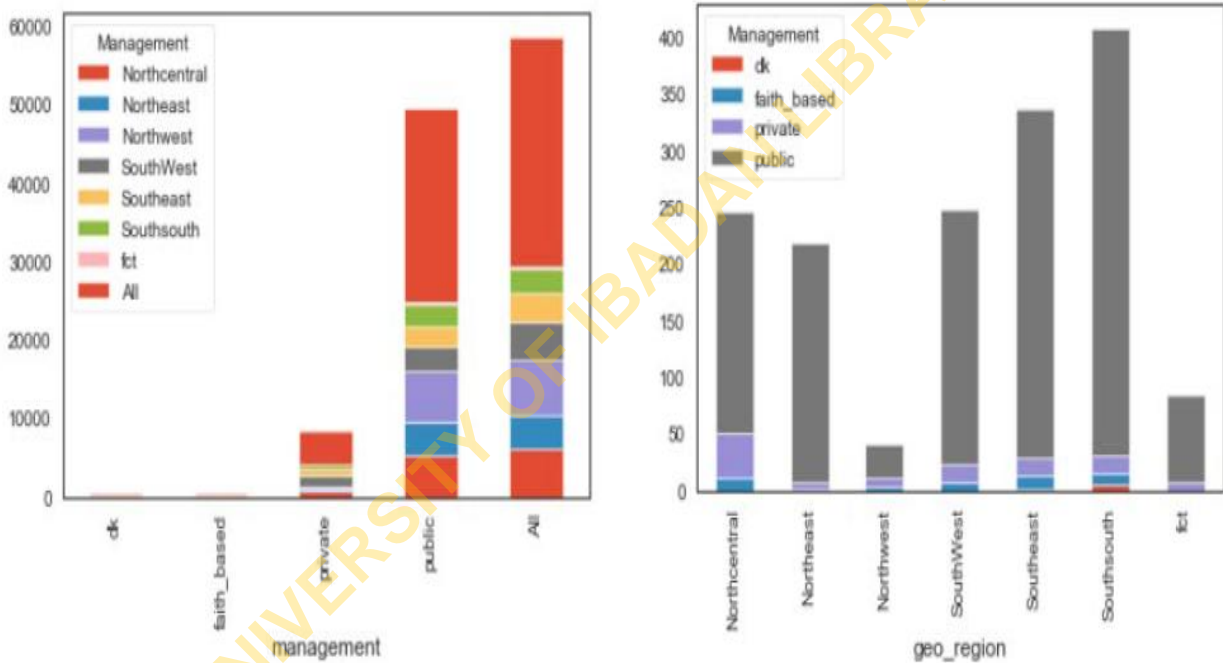 60000
50000
40000
30000
20000
10000
0
Management
Northcentral
Northeast
Northwest
SouthWest
Southeast
Southsouth
fct
All
dk
faith_based
private
public
All
management
400
350
300
250
200
150
100
50
0
Management
dk
faith_based
private
public
Northcentral
Northeast
Northwest
SouthWest
Southeast
Southsouth
fct
geo_region
UNIVERSITY OF IBADAN LIBRA